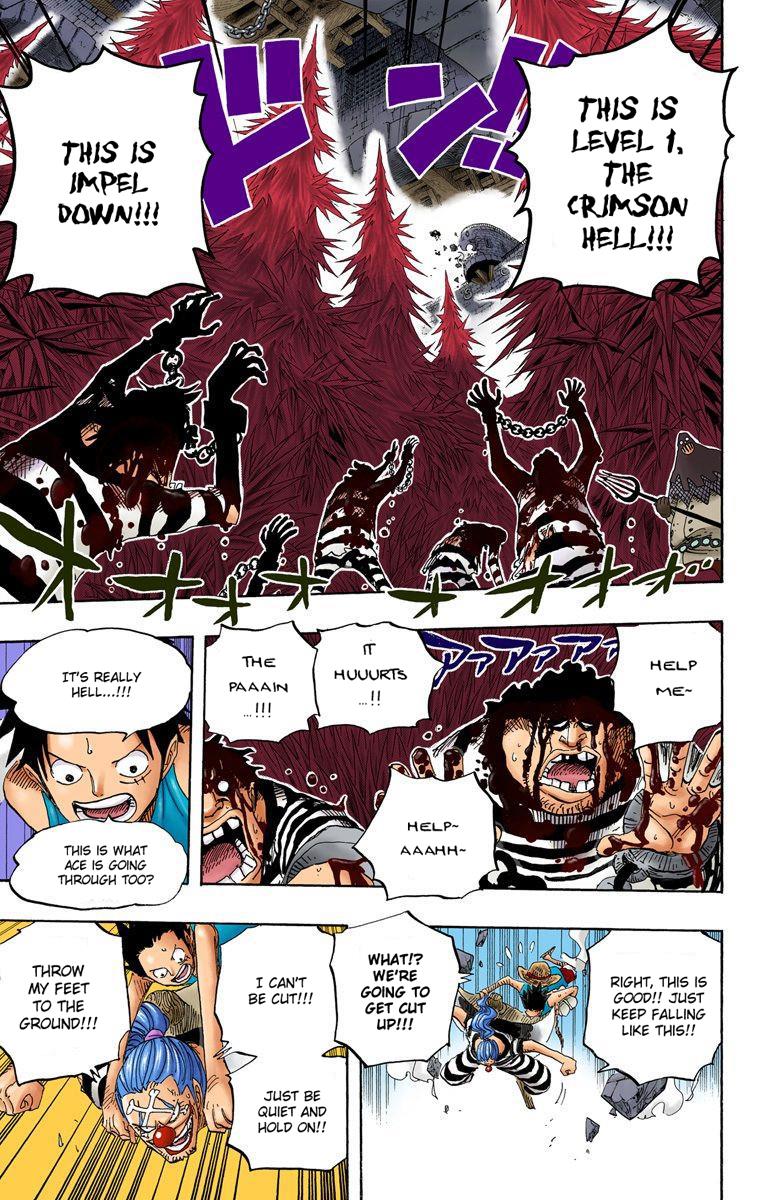 THIS IS
LEVEL 1,
THE
CRIMSON
HELL!!!
ドン!!
THIS IS
IMPEL
DOWN!!!
オオオオオオオオオ…
HELP
ME~
アァアァアァ
IT
HUUURTS
...!!
THE
PAAAIN
...!!!
HELP~
AAAHH~
IT'S REALLY
HELL...!!!
THIS IS WHAT
ACE IS GOING
THROUGH TOO?
RIGHT, THIS IS
GOOD!! JUST
KEEP FALLING
LIKE THIS!!
WHAT!?
WE'RE
GOING TO
GET CUT
UP!!!
I CAN'T
BE CUT!!!
JUST BE
QUIET AND
HOLD ON!!
THROW
MY FEET
TO THE
GROUND!!!